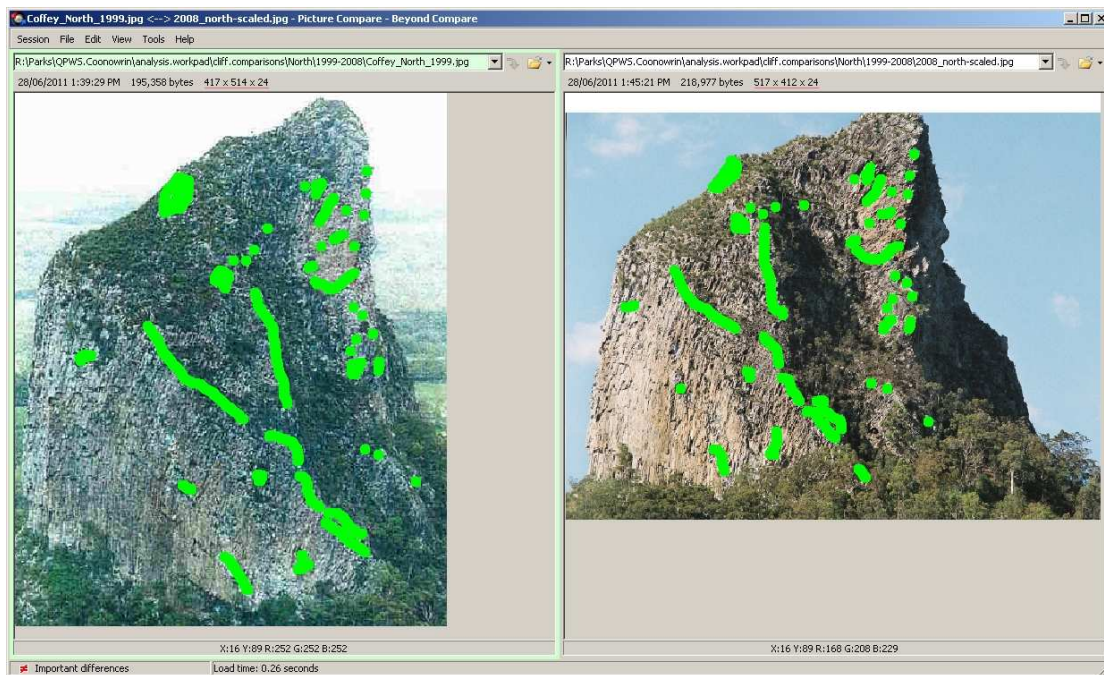 Coffey_North_1999.jpg <--> 2008_north-scaled.jpg - Picture Compare - Beyond Compare
Session File Edit View Tools Help
R:\Parks\QPWS.Coonowrin\analysis.workpad\cliff.comparisons\North\1999-2008\Coffey_North_1999.jpg
R:\Parks\QPWS.Coonowrin\analysis.workpad\cliff.comparisons\North\1999-2008\2008_north-scaled.jpg
28/06/2011 1:39:29 PM 195,358 bytes 417 x 514 x 24
28/06/2011 1:45:21 PM 218,977 bytes 517 x 412 x 24
X:16 Y:89 R:252 G:252 B:252
X:16 Y:89 R:168 G:208 B:229
Important differences
Load time: 0.26 seconds